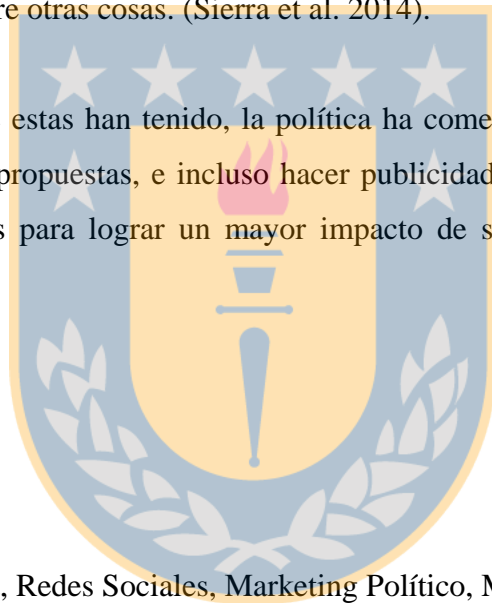 re otras cosas. (Sierra et al. 2014).
estas han tenido, la política ha come
propuestas, e incluso hacer publicidad
s para lograr un mayor impacto de s
, Redes Sociales, Marketing Político, M